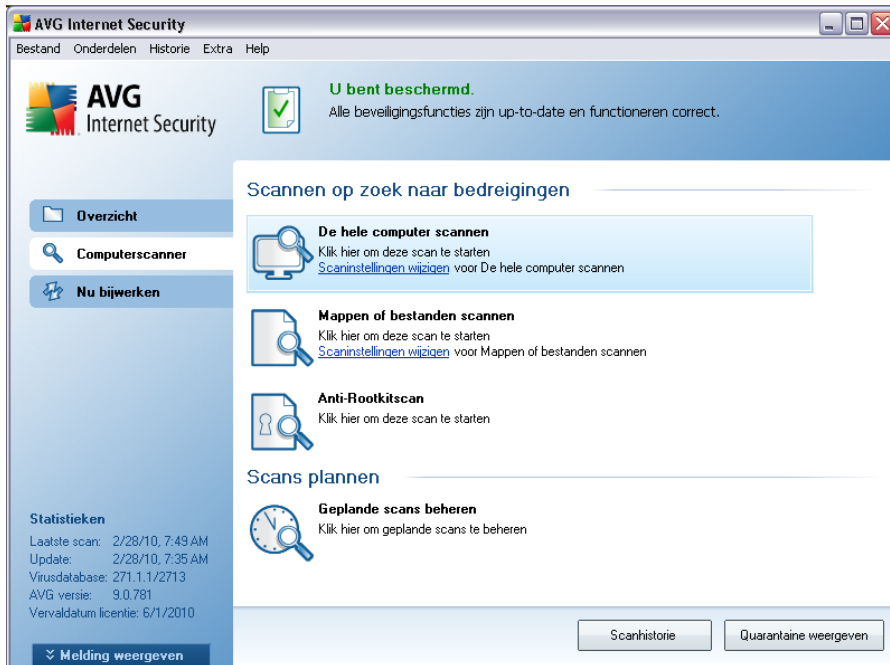 AVG Internet Security
Bestand Onderdelen Historie Extra Help
AVG
Internet Security
U bent beschermd.
Alle beveiligingsfuncties zijn up-to-date en functioneren correct.
Overzicht
Computerscanner
Nu bijwerken
Scannen op zoek naar bedreigingen
De hele computer scannen
Klik hier om deze scan te starten
Scaninstellingen wijzigen voor De hele computer scannen
Mappen of bestanden scannen
Klik hier om deze scan te starten
Scaninstellingen wijzigen voor Mappen of bestanden scannen
Anti-Rootkitscan
Klik hier om deze scan te starten
Scans plannen
Geplande scans beheren
Klik hier om geplande scans te beheren
Statistieken
Laatste scan: 2/28/10, 7:49 AM
Update: 2/28/10, 7:35 AM
Virusdatabase: 271.1.1/2713
AVG versie: 9.0.781
Vervaldatum licentie: 6/1/2010
Melding weergeven
Scanhistorie
Quarantaine weergeven